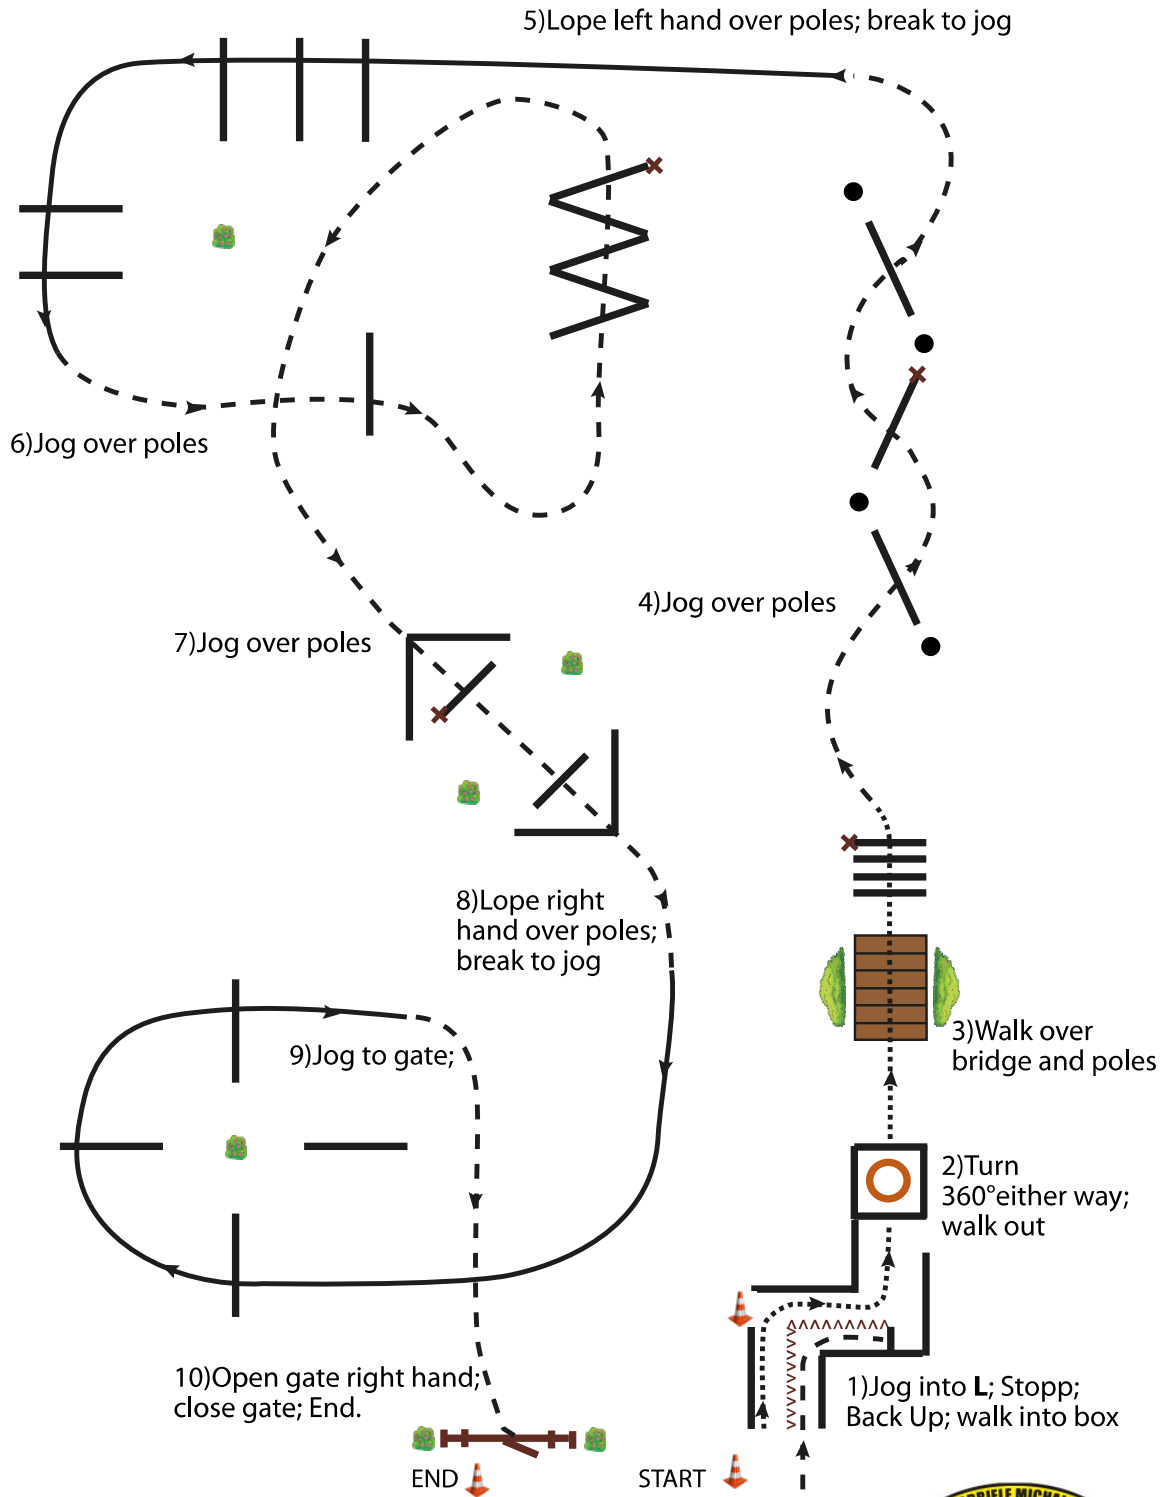 5)Lope left hand over poles; break to jog
6)Jog over poles
4)Jog over poles
7)Jog over poles
8)Lope right
hand over poles;
break to jog
3)Walk over
bridge and poles
9)Jog to gate;
2)Turn
360°either way;
walk out
10)Open gate right hand;
close gate; End.
1)Jog into L; Stopp;
Back Up; walk into box
END
START